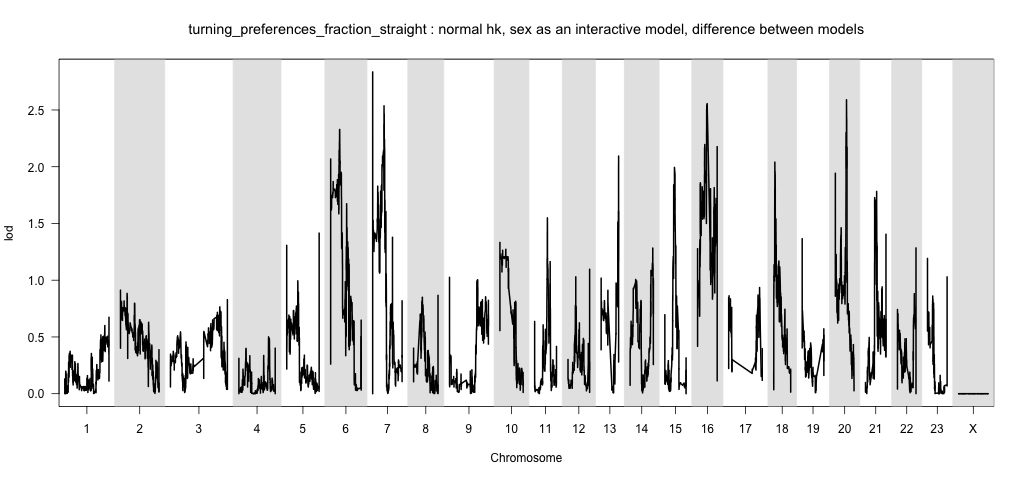 turning_preferences_fraction_straight : normal hk, sex as an interactive model, difference between models
2.5
2.0
1.5
1.0
0.5
0.0
lod
1 2 3 4 5 6 7 8 9 10 11 12 13 14 15 16 17 18 19 20 21 22 23 X
Chromosome